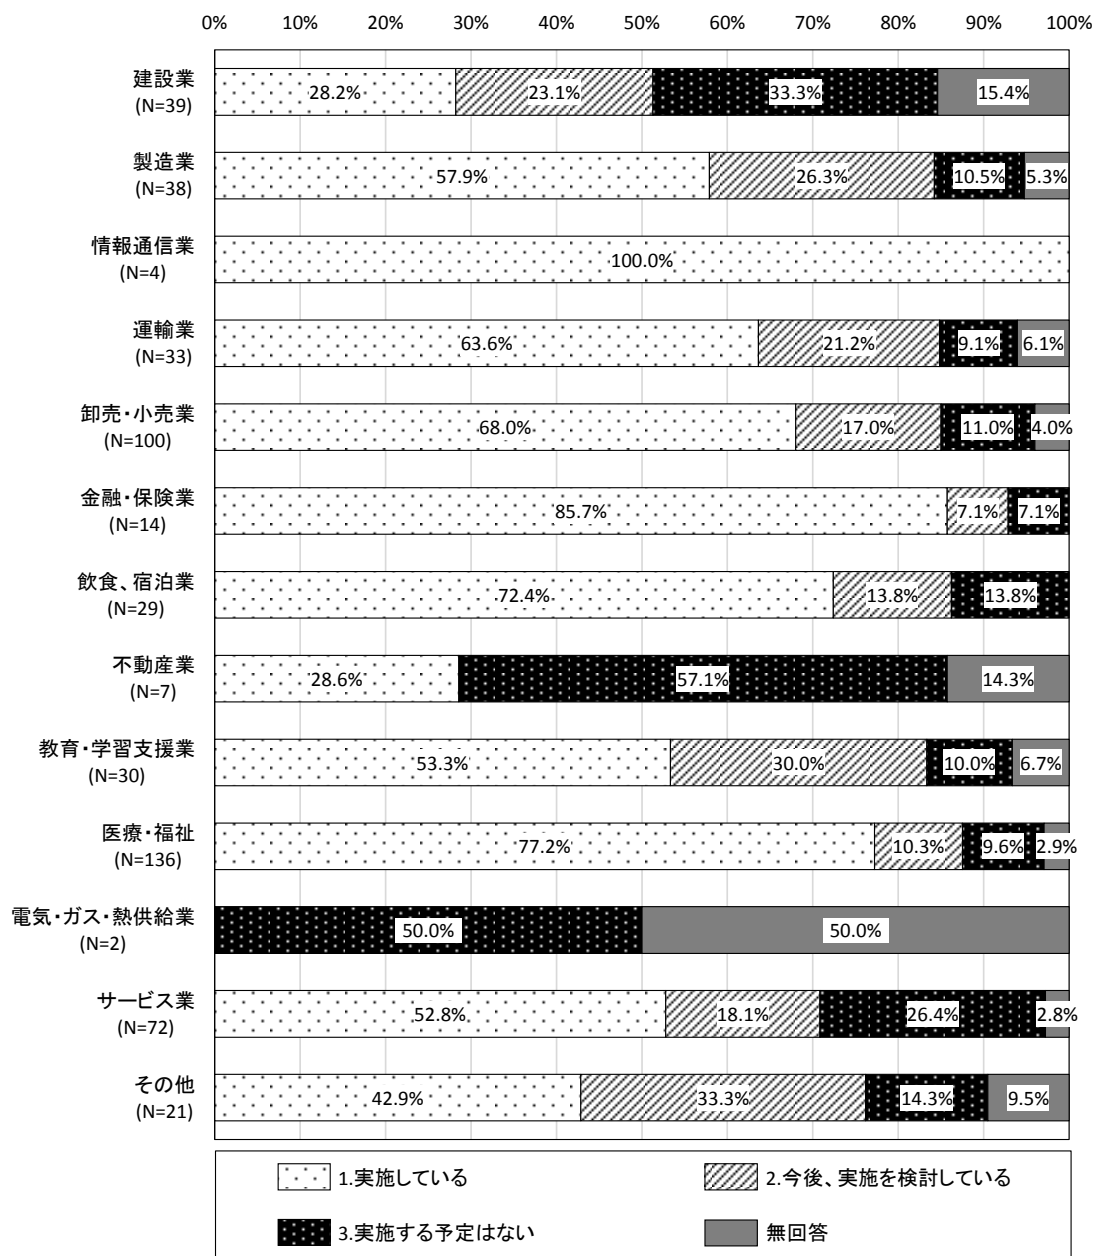 0% 10% 20% 30% 40% 50% 60% 70% 80% 90% 100%
建設業
(N=39)
28.2% 23.1% 33.3% 15.4%
製造業
(N=38)
57.9% 26.3% 10.5% 5.3%
情報通信業
(N=4)
100.0%
運輸業
(N=33)
63.6% 21.2% 9.1% 6.1%
卸売・小売業
(N=100)
68.0% 17.0% 11.0% 4.0%
金融・保険業
(N=14)
85.7% 7.1% 7.1%
飲食、宿泊業
(N=29)
72.4% 13.8% 13.8%
不動産業
(N=7)
28.6% 57.1% 14.3%
教育・学習支援業
(N=30)
53.3% 30.0% 10.0% 6.7%
医療・福祉
(N=136)
77.2% 10.3% 9.6% 2.9%
電気・ガス・熱供給業
(N=2)
50.0% 50.0%
サービス業
(N=72)
52.8% 18.1% 26.4% 2.8%
その他
(N=21)
42.9% 33.3% 14.3% 9.5%
1.実施している 2.今後、実施を検討している
3.実施する予定はない 無回答